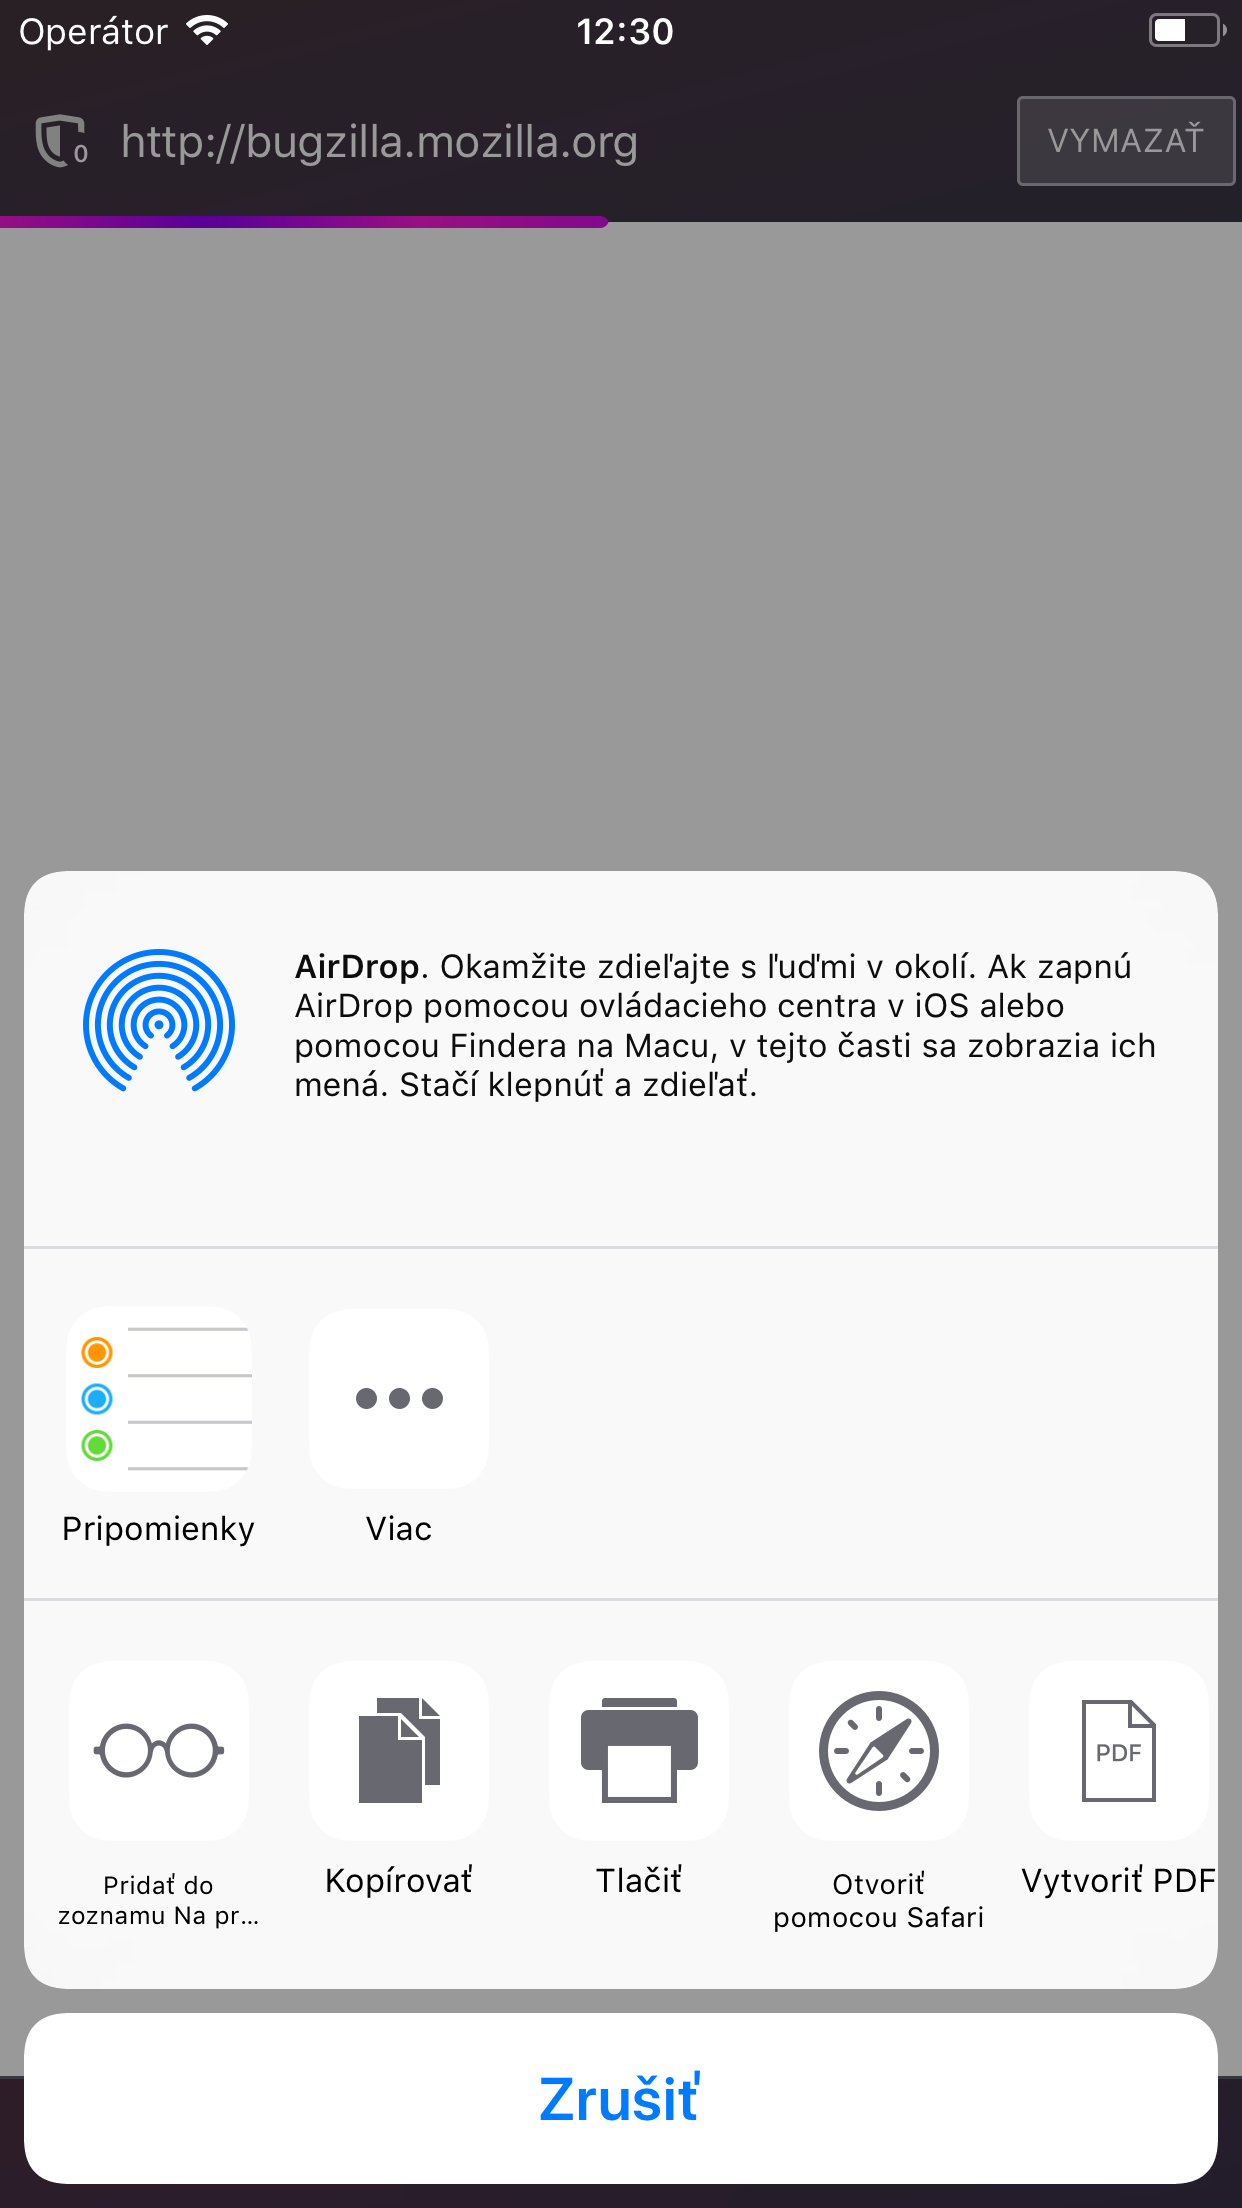 Operátor
12:30
0
http://bugzilla.mozilla.org
VYMAZAŤ
AirDrop. Okamžite zdieľajte s ľuďmi v okolí. Ak zapnú
AirDrop pomocou ovládacieho centra v iOS alebo
pomocou Findera na Macu, v tejto časti sa zobrazia ich
mená. Stačí klepnúť a zdieľať.
Pripomienky
Viac
Pridať do
zoznamu Na pr...
Kopírovať
Tlačiť
Otvoriť
pomocou Safari
PDF
Vytvoriť PDF
Zrušiť